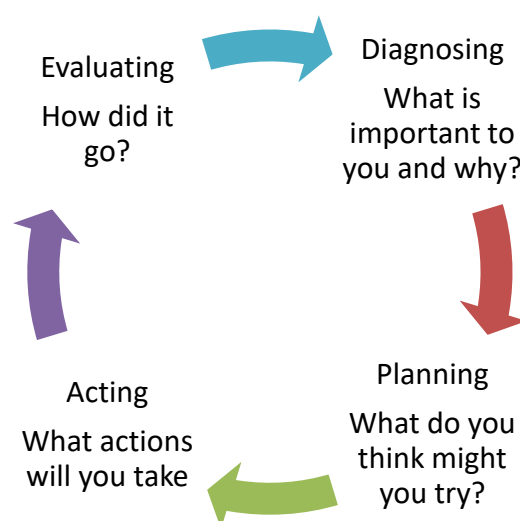 Evaluating
How did it
go?
Diagnosing
What is
important to
you and why?
Planning
What do you
think might
you try?
Acting
What actions
will you take